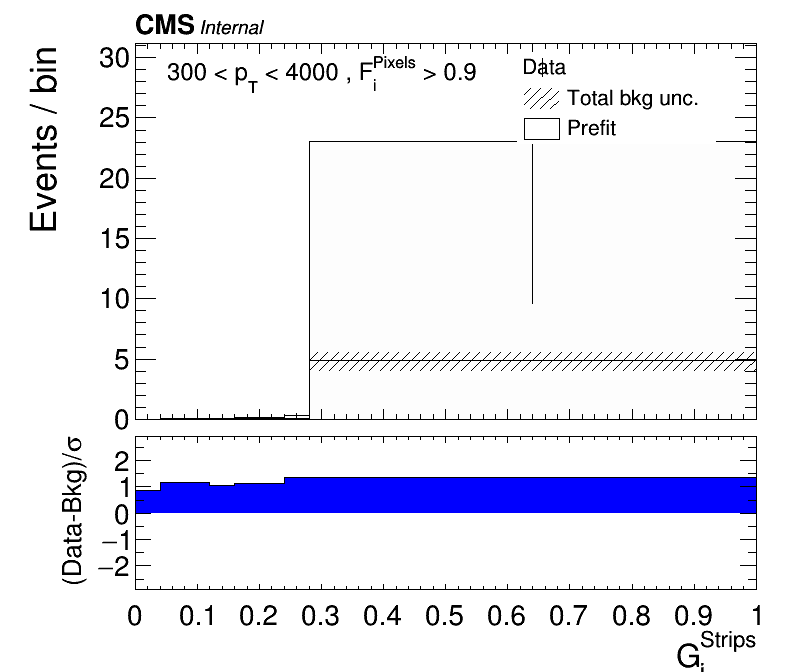 CMS Internal
300 < p_T < 4000 , F_i^Pixels > 0.9
Data
Total bkg unc.
Prefit
Events / bin
30
25
20
15
10
5
0
(Data-Bkg)/σ
2
1
0
−1
−2
0 0.1 0.2 0.3 0.4 0.5 0.6 0.7 0.8 0.9 1
G_i^Strips